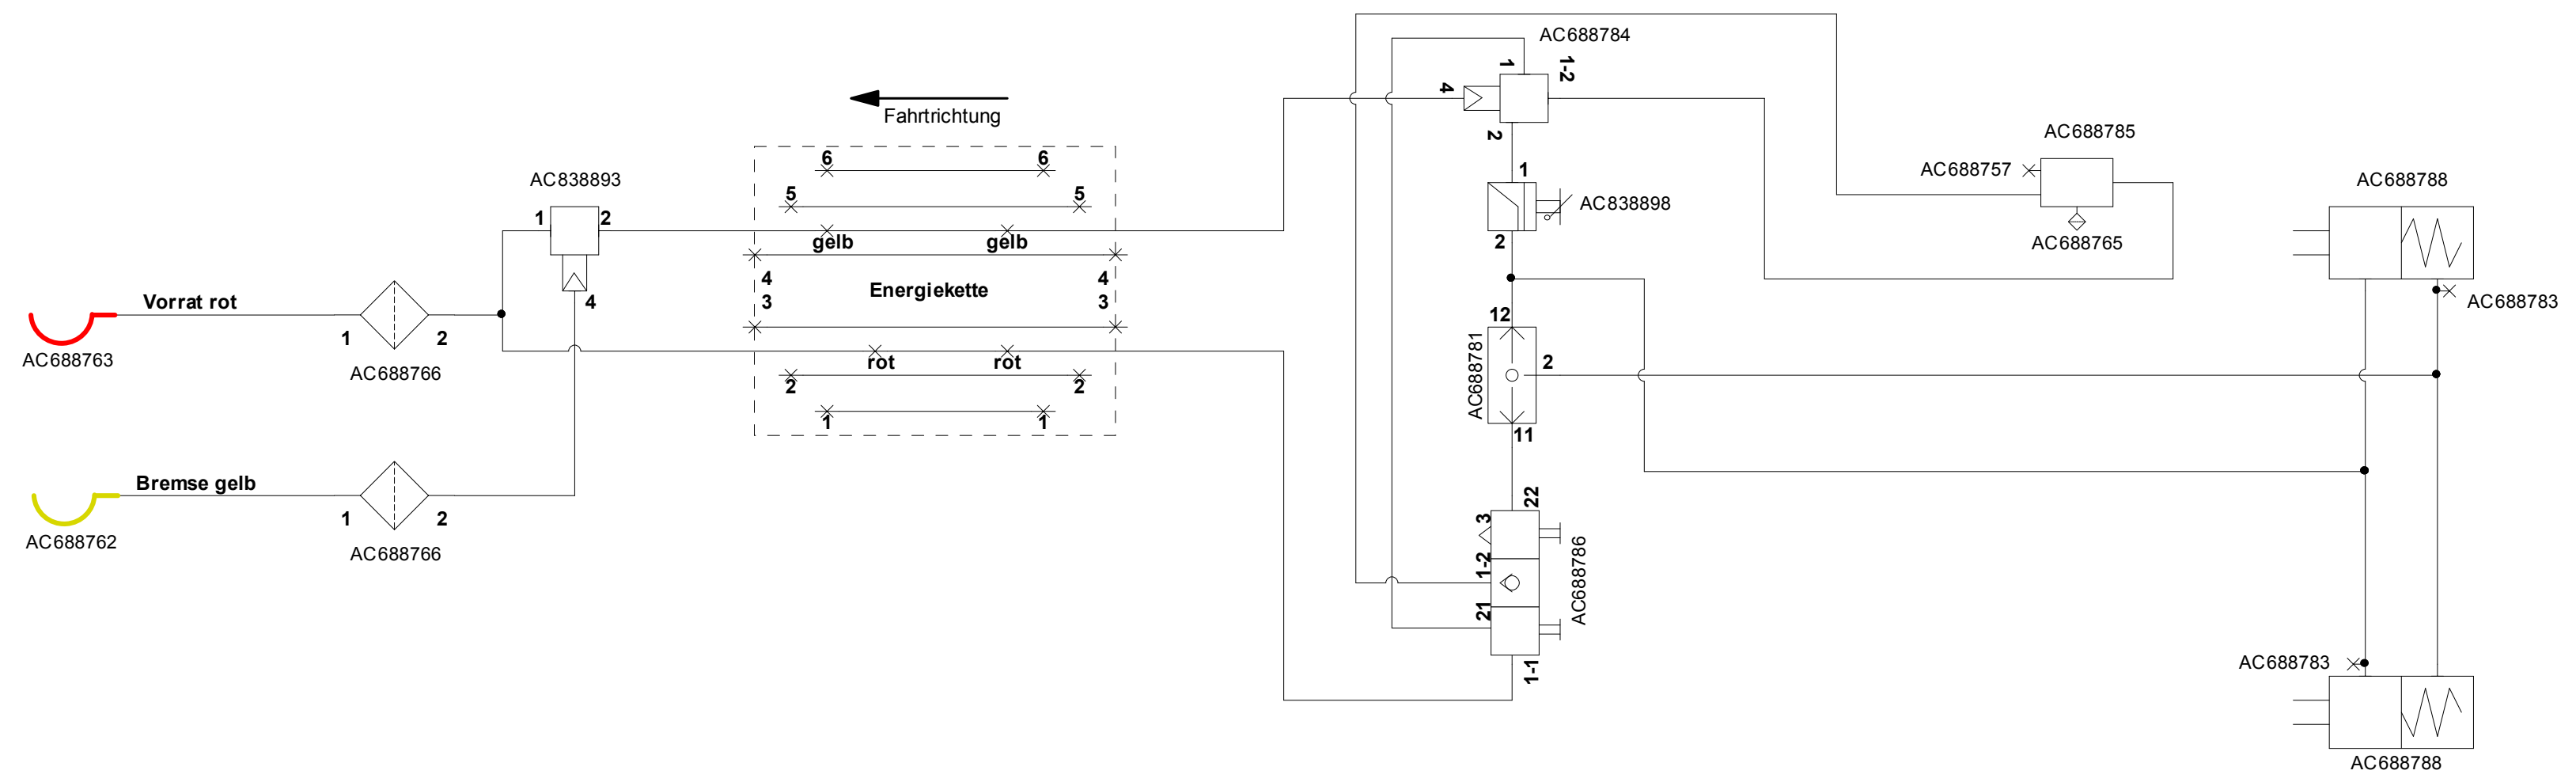 Vorrat rot
AC688763
1
2
AC688766
Bremse gelb
AC688762
1
2
AC688766
AC838893
1
2
4
Fahrtrichtung
6
6
5
5
gelb
gelb
4
4
Energiekette
3
3
rot
rot
2
2
1
1
AC688784
1
1-2
4
2
1
AC838898
2
12
AC688781
2
11
22
3
1-2
21
AC688786
1-1
AC688785
AC688757
AC688765
AC688788
AC688783
AC688783
AC688788